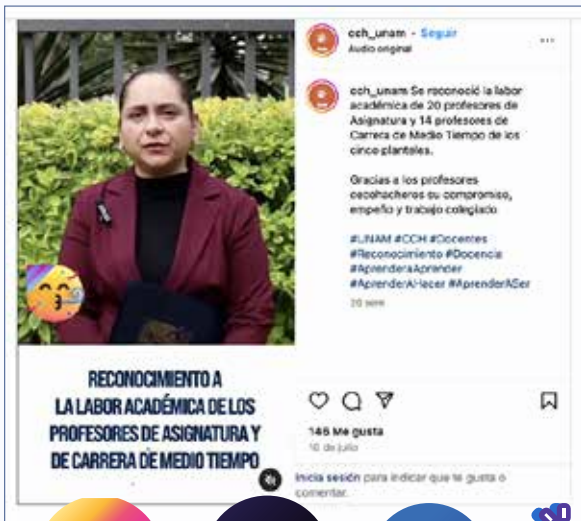 cch_unam - Seguir
Audio original
cch_unam Se reconoció la labor
académica de 20 profesores de
Asignatura y 14 profesores de
Carrera de Medio Tiempo de los
cinco planteles.
Gracias a los profesores
cecehacheros su compromiso,
empeño y trabajo colegiado
#UNAM #CCH #Docentes
#Reconocimiento #Docencia
#AprenderaAprender
#AprenderAHacer #AprenderASer
20 sem
RECONOCIMIENTO A
LA LABOR ACADÉMICA DE LOS
PROFESORES DE ASIGNATURA Y
DE CARRERA DE MEDIO TIEMPO
146 Me gusta
10 de julio
Inicia sesión para indicar que te gusta o
comentar.